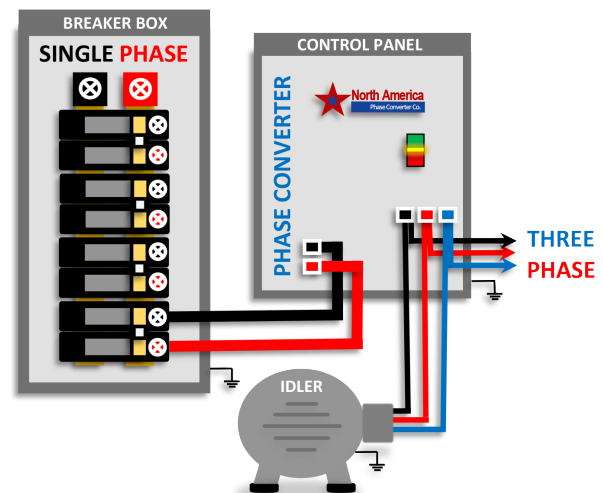 BREAKER BOX
SINGLE PHASE
CONTROL PANEL
PHASE CONVERTER
North America
Phase Converter Co.
THREE
PHASE
IDLER